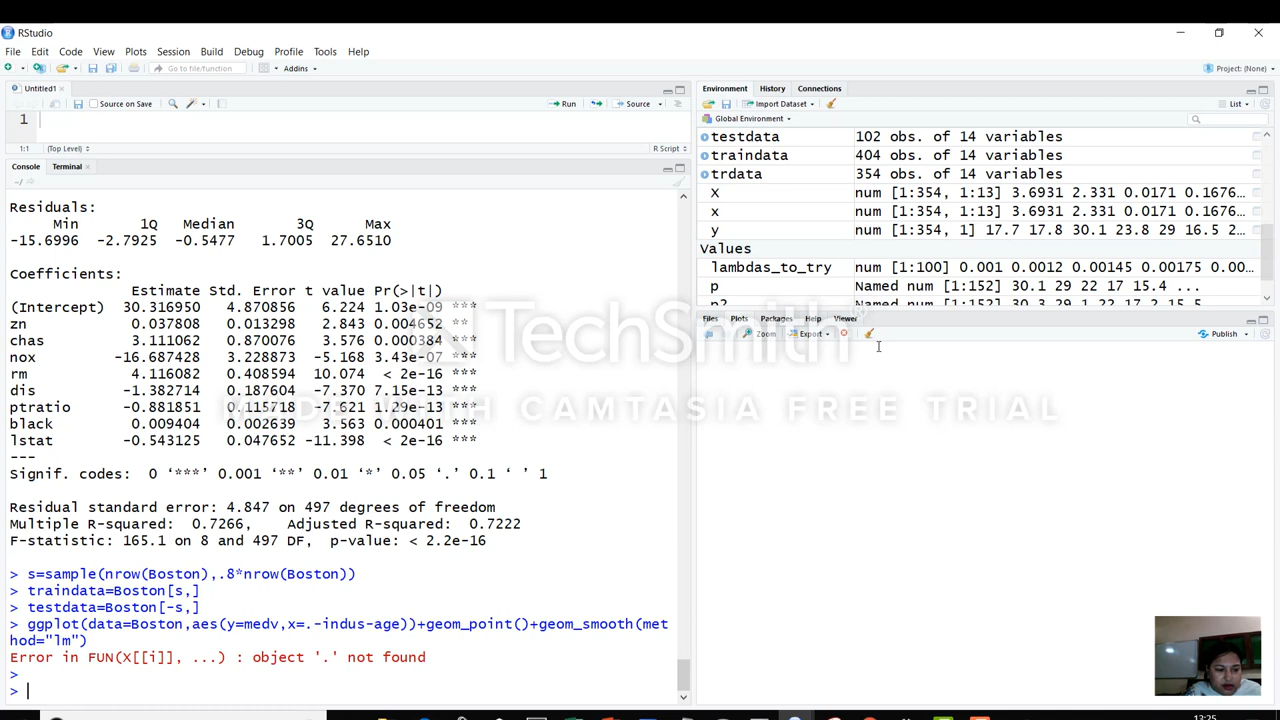 RStudio
File Edit Code View Plots Session Build Debug Profile Tools Help
Go to file/function Addins Project: (None)
Untitled1
Source on Save Run Source
1
1:1 (Top Level) R Script
Console Terminal
~/
Residuals:
Min 1Q Median 3Q Max
-15.6996 -2.7925 -0.5477 1.7005 27.6510
Coefficients:
Estimate Std. Error t value Pr(>|t|)
(Intercept) 30.316950 4.870856 6.224 1.03e-09 ***
zn 0.037808 0.013298 2.843 0.004652 **
chas 3.111062 0.870076 3.576 0.000384 ***
nox -16.687428 3.228873 -5.168 3.43e-07 ***
rm 4.116082 0.408594 10.074 < 2e-16 ***
dis -1.382714 0.187604 -7.370 7.15e-13 ***
ptratio -0.881851 0.115718 -7.621 1.29e-13 ***
black 0.009404 0.002639 3.563 0.000401 ***
lstat -0.543125 0.047652 -11.398 < 2e-16 ***
---
Signif. codes: 0 ‘***’ 0.001 ‘**’ 0.01 ‘*’ 0.05 ‘.’ 0.1 ‘ ’ 1
Residual standard error: 4.847 on 497 degrees of freedom
Multiple R-squared: 0.7266, Adjusted R-squared: 0.7222
F-statistic: 165.1 on 8 and 497 DF, p-value: < 2.2e-16
> s=sample(nrow(Boston),.8*nrow(Boston))
> traindata=Boston[s,]
> testdata=Boston[-s,]
> ggplot(data=Boston,aes(y=medv,x=.-indus-age))+geom_point()+geom_smooth(met
hod="lm")
Error in FUN(X[[i]], ...) : object '.' not found
>
>
Environment History Connections
Import Dataset List
Global Environment
testdata 102 obs. of 14 variables
traindata 404 obs. of 14 variables
trdata 354 obs. of 14 variables
X num [1:354, 1:13] 3.6931 2.331 0.0171 0.1676...
x num [1:354, 1:13] 3.6931 2.331 0.0171 0.1676...
y num [1:354, 1] 17.7 17.8 30.1 23.8 29 16.5 2...
Values
lambdas_to_try num [1:100] 0.001 0.0012 0.00145 0.00175 0.00...
p Named num [1:152] 30.1 29 22 17 15.4 ...
Files Plots Packages Help Viewer
Zoom Export Publish
TechSmith
MADE WITH CAMTASIA FREE TRIAL
13:25